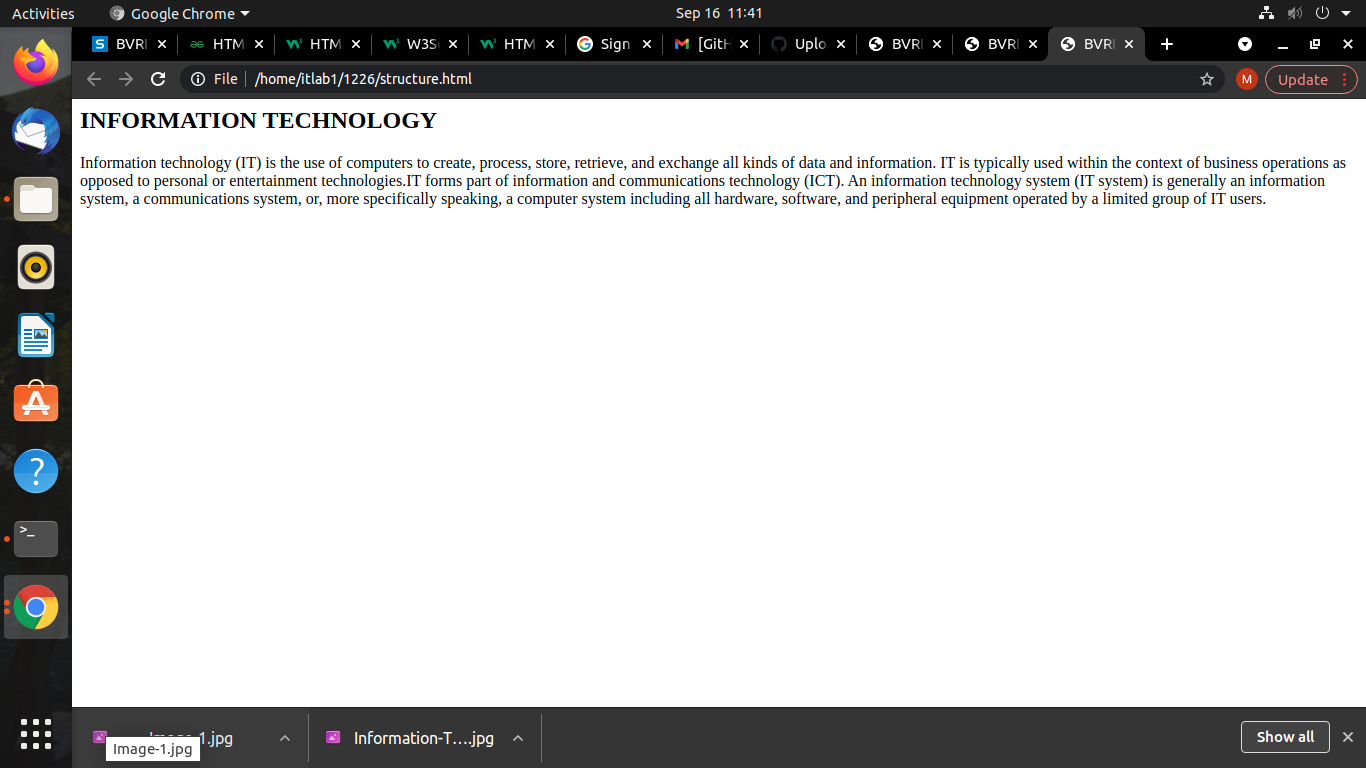 Activities
Google Chrome
Sep 16 11:41
BVRI
HTM
HTM
W3S
HTM
Sign
[GitH
Uplo
BVRI
BVRI
BVRI
File
/home/itlab1/1226/structure.html
M
Update
INFORMATION TECHNOLOGY
Information technology (IT) is the use of computers to create, process, store, retrieve, and exchange all kinds of data and information. IT is typically used within the context of business operations as
opposed to personal or entertainment technologies.IT forms part of information and communications technology (ICT). An information technology system (IT system) is generally an information
system, a communications system, or, more specifically speaking, a computer system including all hardware, software, and peripheral equipment operated by a limited group of IT users.
Image-1.jpg
Information-T....jpg
Show all
Image-1.jpg